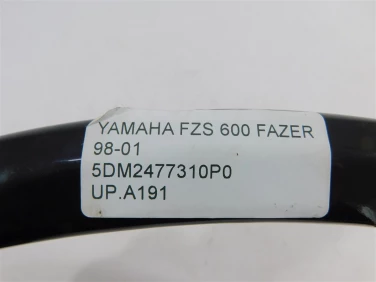 YAMAHA FZS 600 FAZER
98-01
5DM2477310P0
UP.A191